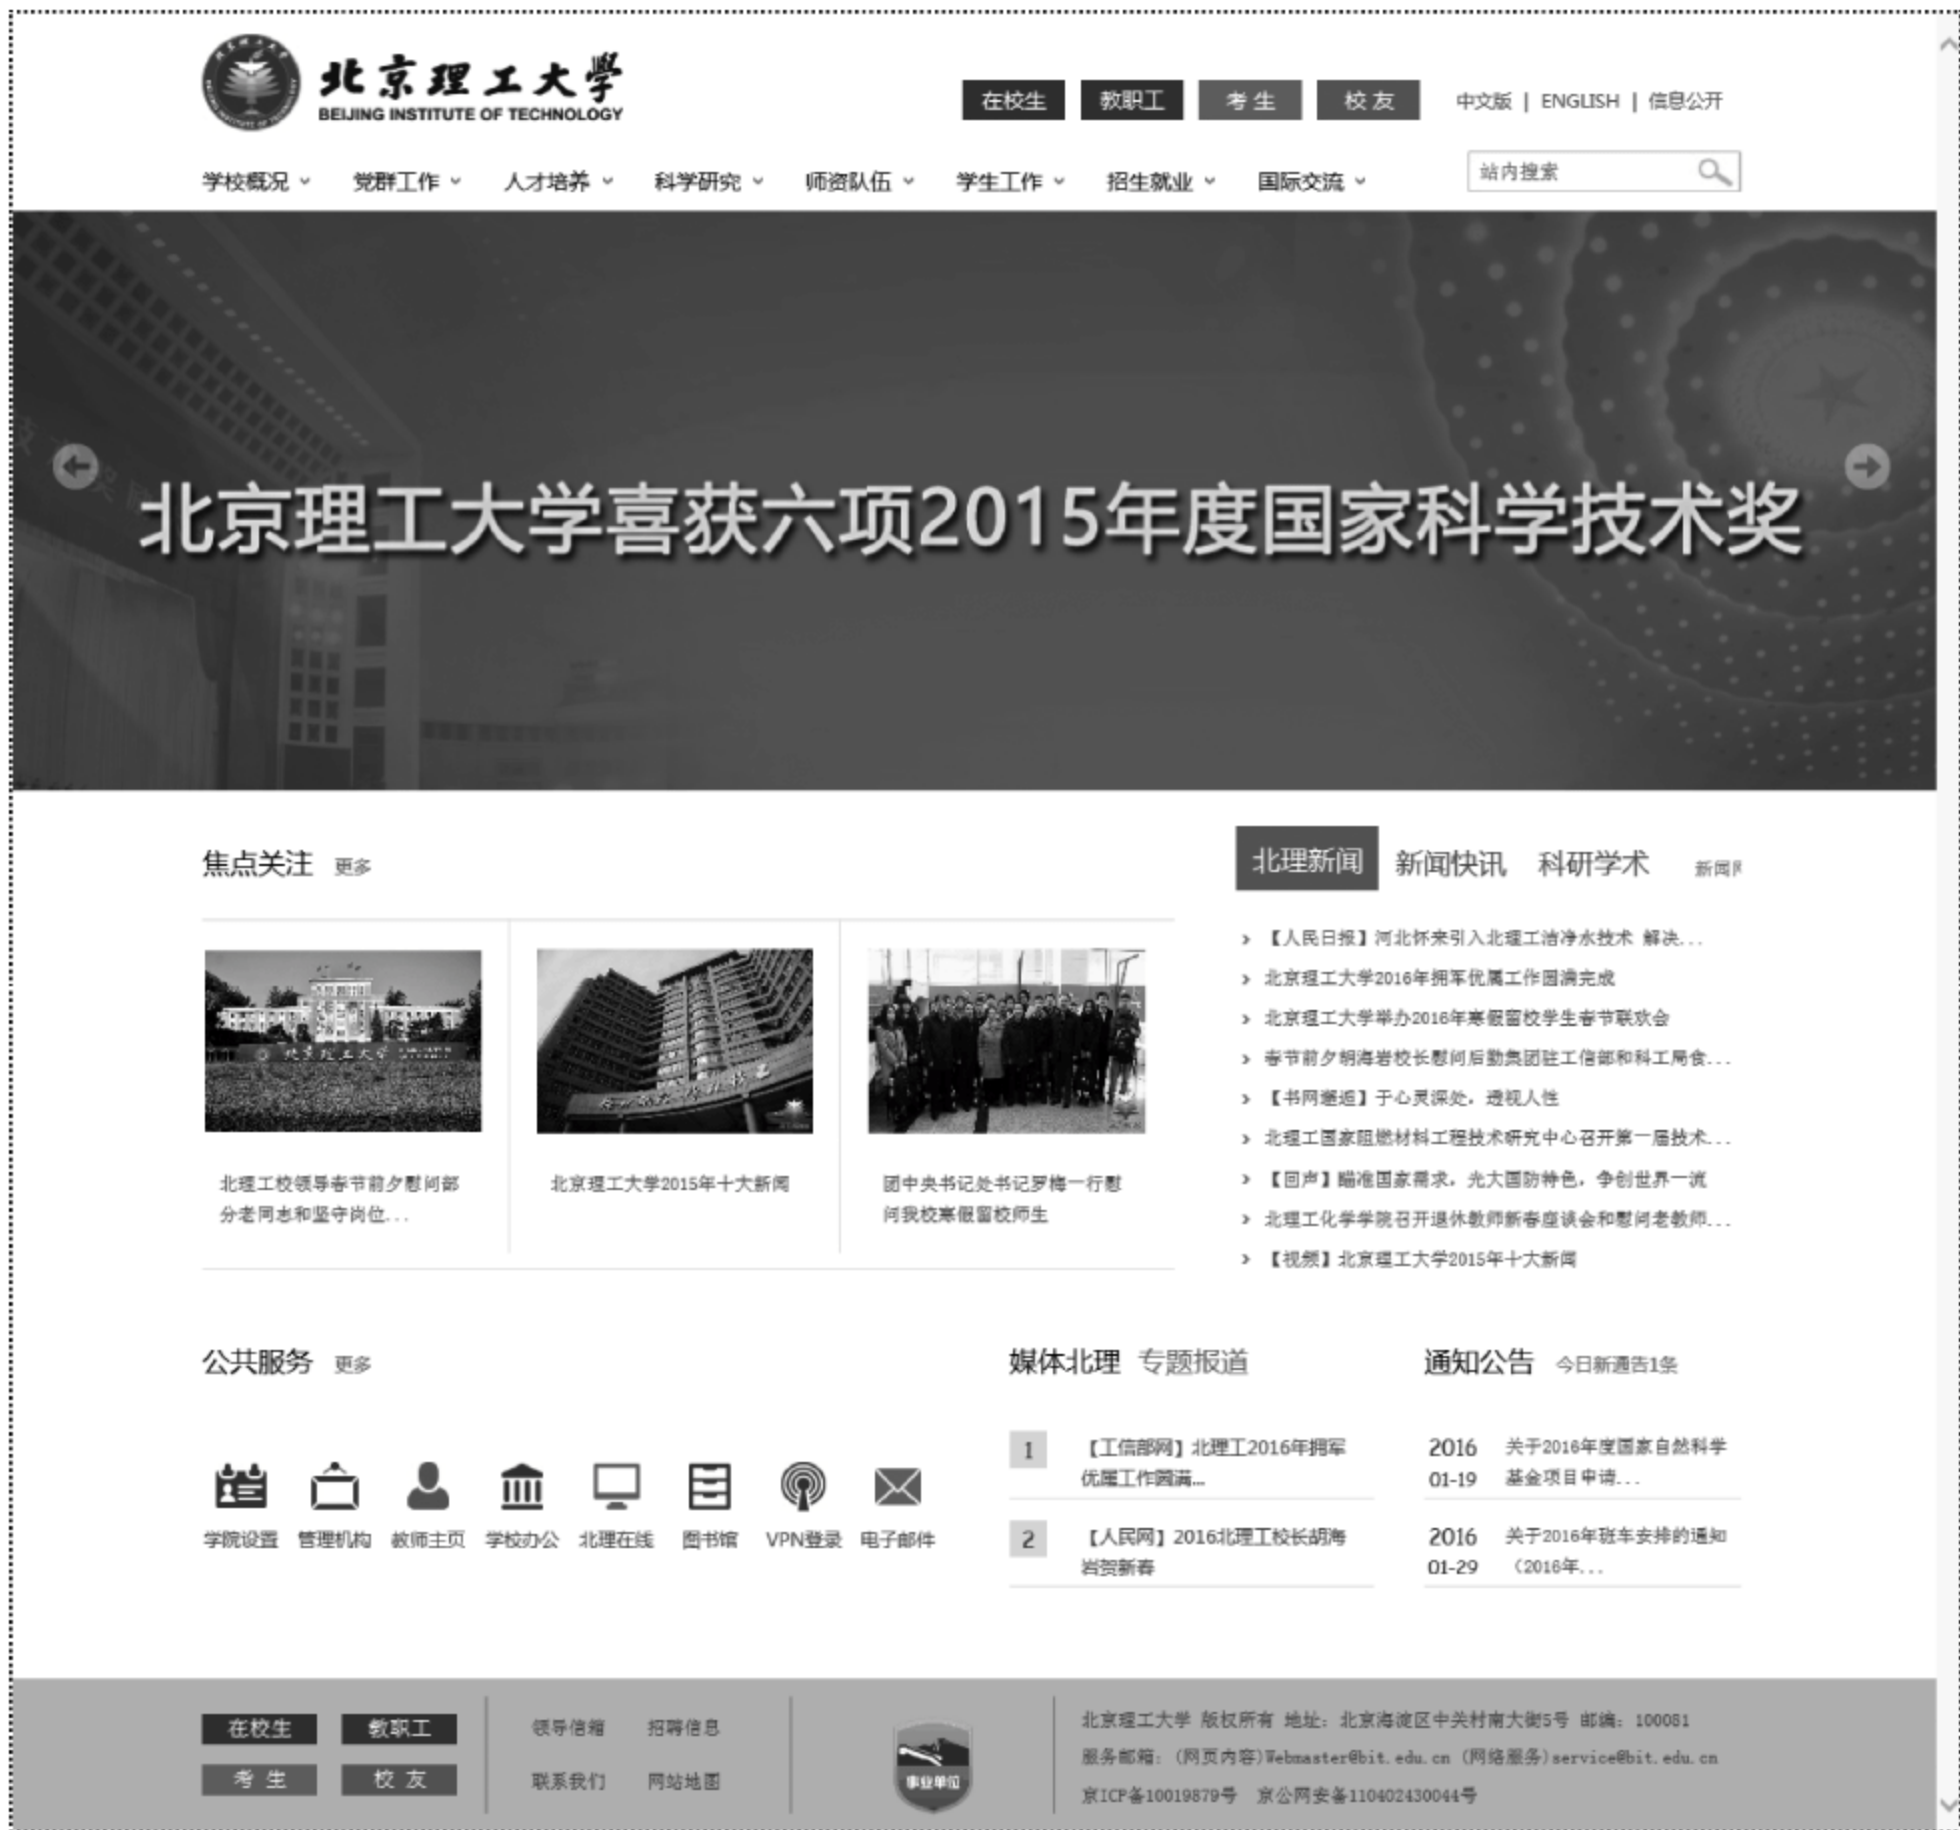 北京理工大学
BEIJING INSTITUTE OF TECHNOLOGY
在校生 教职工 考生 校友 中文版 | ENGLISH | 信息公开
学校概况 党群工作 人才培养 科学研究 师资队伍 学生工作 招生就业 国际交流 站内搜索
北京理工大学喜获六项2015年度国家科学技术奖
焦点关注 更多
北理工校领导春节前夕慰问部
分老同志和坚守岗位...
北京理工大学2015年十大新闻
团中央书记处书记罗梅一行慰
问我校寒假留校师生
北理新闻 新闻快讯 科研学术 新闻
【人民日报】河北怀来引入北理工洁净水技术 解决...
北京理工大学2016年拥军优属工作圆满完成
北京理工大学举办2016年寒假留校学生春节联欢会
春节前夕胡海岩校长慰问后勤集团驻工信部和科工局食...
【书网邂逅】于心灵深处，透视人性
北理工国家阻燃材料工程技术研究中心召开第一届技术...
【回声】瞄准国家需求，光大国防特色，争创世界一流
北理工化学学院召开退休教师新春座谈会和慰问老教师...
【视频】北京理工大学2015年十大新闻
公共服务 更多
学院设置 管理机构 教师主页 学校办公 北理在线 图书馆 VPN登录 电子邮件
媒体北理 专题报道
1 【工信部网】北理工2016年拥军
优属工作圆满...
2 【人民网】2016北理工校长胡海
岩贺新春
通知公告 今日新通告1条
2016 关于2016年度国家自然科学
01-19 基金项目申请...
2016 关于2016年班车安排的通知
01-29 （2016年...
在校生 教职工
考生 校友
领导信箱 招聘信息
联系我们 网站地图
事业单位
北京理工大学 版权所有 地址：北京海淀区中关村南大街5号 邮编：100081
服务邮箱：(网页内容)Webmaster@bit.edu.cn (网络服务)service@bit.edu.cn
京ICP备10019879号 京公网安备110402430044号